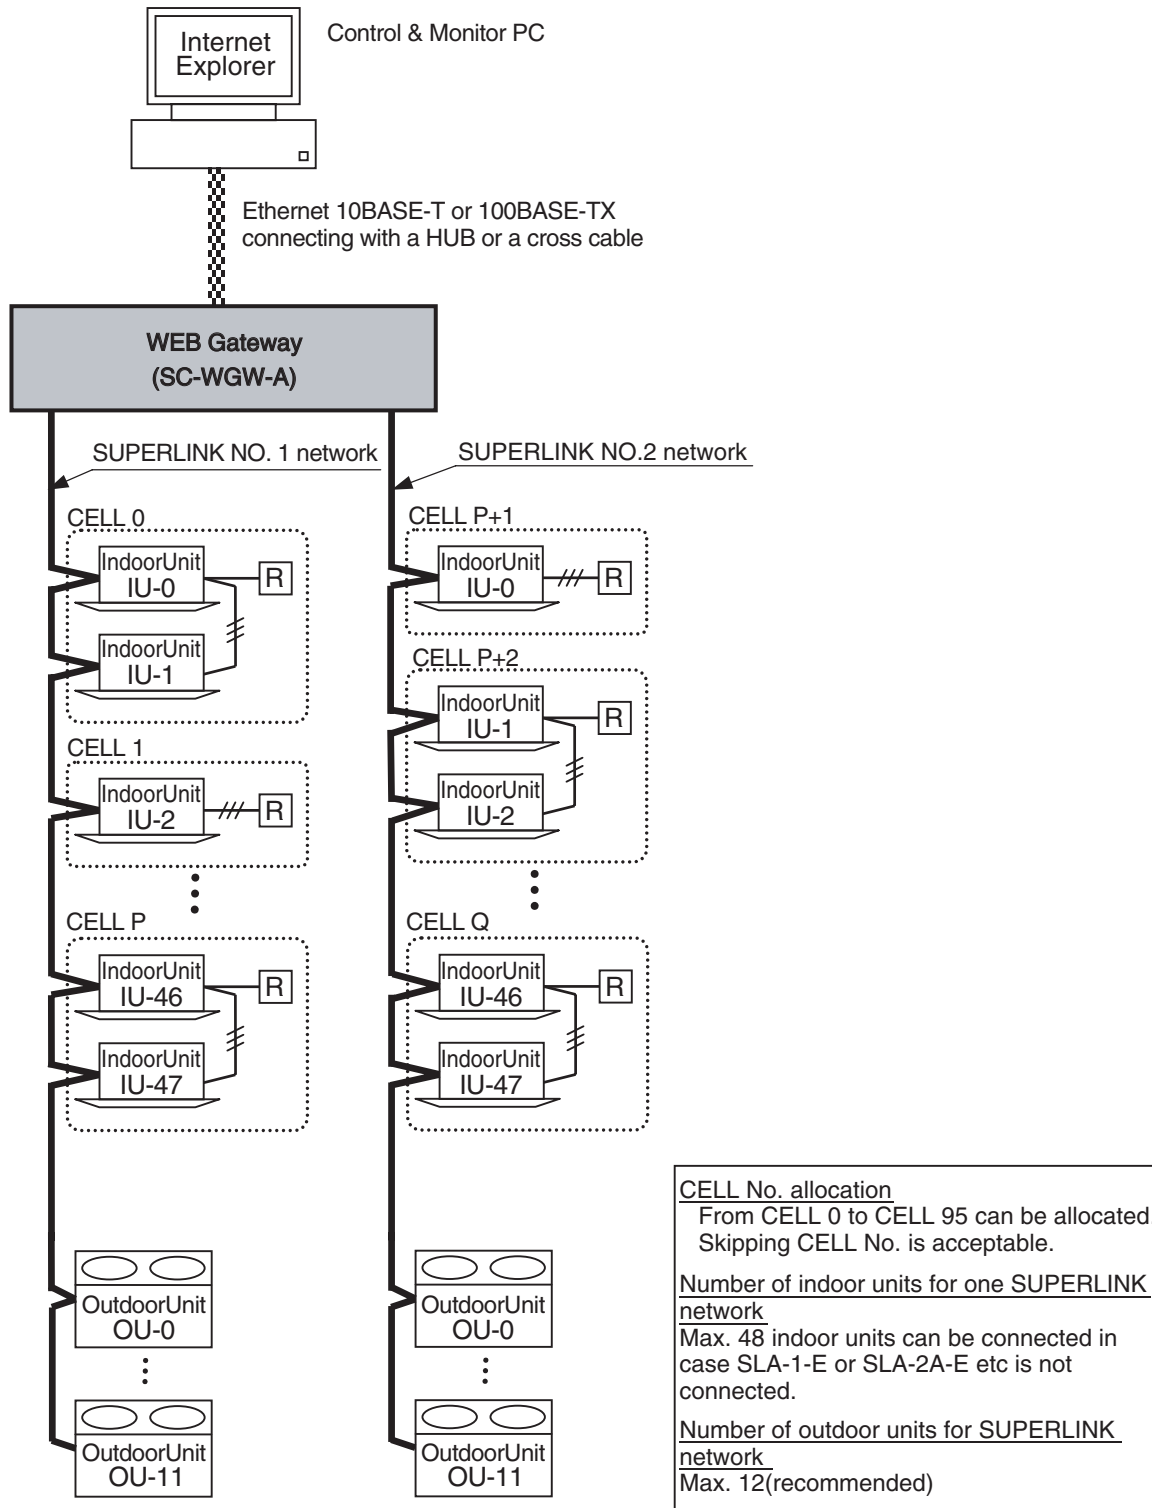 Internet
Explorer
Control & Monitor PC
Ethernet 10BASE-T or 100BASE-TX
connecting with a HUB or a cross cable
WEB Gateway
(SC-WGW-A)
SUPERLINK NO. 1 network
CELL 0
IndoorUnit
IU-0
R
IndoorUnit
IU-1
CELL 1
IndoorUnit
IU-2
R
CELL P
IndoorUnit
IU-46
R
IndoorUnit
IU-47
OutdoorUnit
OU-0
OutdoorUnit
OU-11
SUPERLINK NO.2 network
CELL P+1
IndoorUnit
IU-0
R
CELL P+2
IndoorUnit
IU-1
R
IndoorUnit
IU-2
CELL Q
IndoorUnit
IU-46
R
IndoorUnit
IU-47
OutdoorUnit
OU-0
OutdoorUnit
OU-11
CELL No. allocation
From CELL 0 to CELL 95 can be allocated.
Skipping CELL No. is acceptable.
Number of indoor units for one SUPERLINK
network
Max. 48 indoor units can be connected in
case SLA-1-E or SLA-2A-E etc is not
connected.
Number of outdoor units for SUPERLINK
network
Max. 12(recommended)